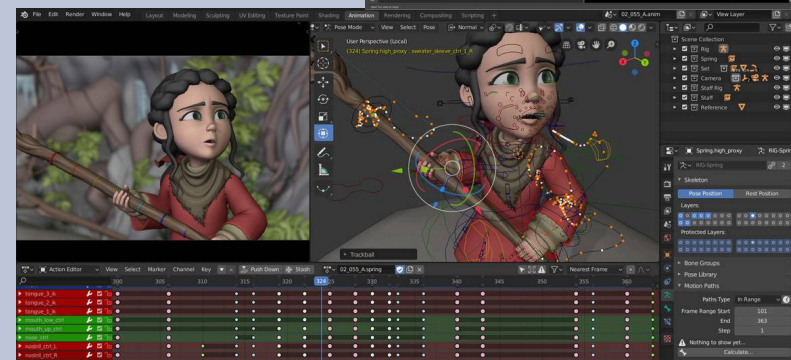 File Edit Render Window Help Layout Modeling Sculpting UV Editing Texture Paint Shading Animation Rendering Compositing Scripting + 02_055_A.anim View Layer
Pose Mode View Select Pose Normal
User Perspective (Local)
(324) Spring.high_proxy : sweater_sleeve_ctrl_1_R
Scene Collection
Rig
Spring
Set
Camera
Staff Rig
Staff
Reference
Trackball
Spring.high_proxy RIG-Sprin
RIG-Spring 2
Skeleton
Pose Position Rest Position
Layers:
Protected Layers:
Bone Groups
Pose Library
Motion Paths
Paths Type In Range
Frame Range Start 101
End 363
Step 1
Nothing to show yet...
Calculate...
Action Editor View Select Marker Channel Key Push Down Stash 02_055_A.spring Nearest Frame
300 305 310 315 320 324 330 335 340 345 350 355 360
tongue_3_ik
tongue_2_ik
tongue_1_ik
mouth_low_ctrl
mouth_up_ctrl
nose_ctrl
nostril_ctrl_L
nostril_ctrl_R